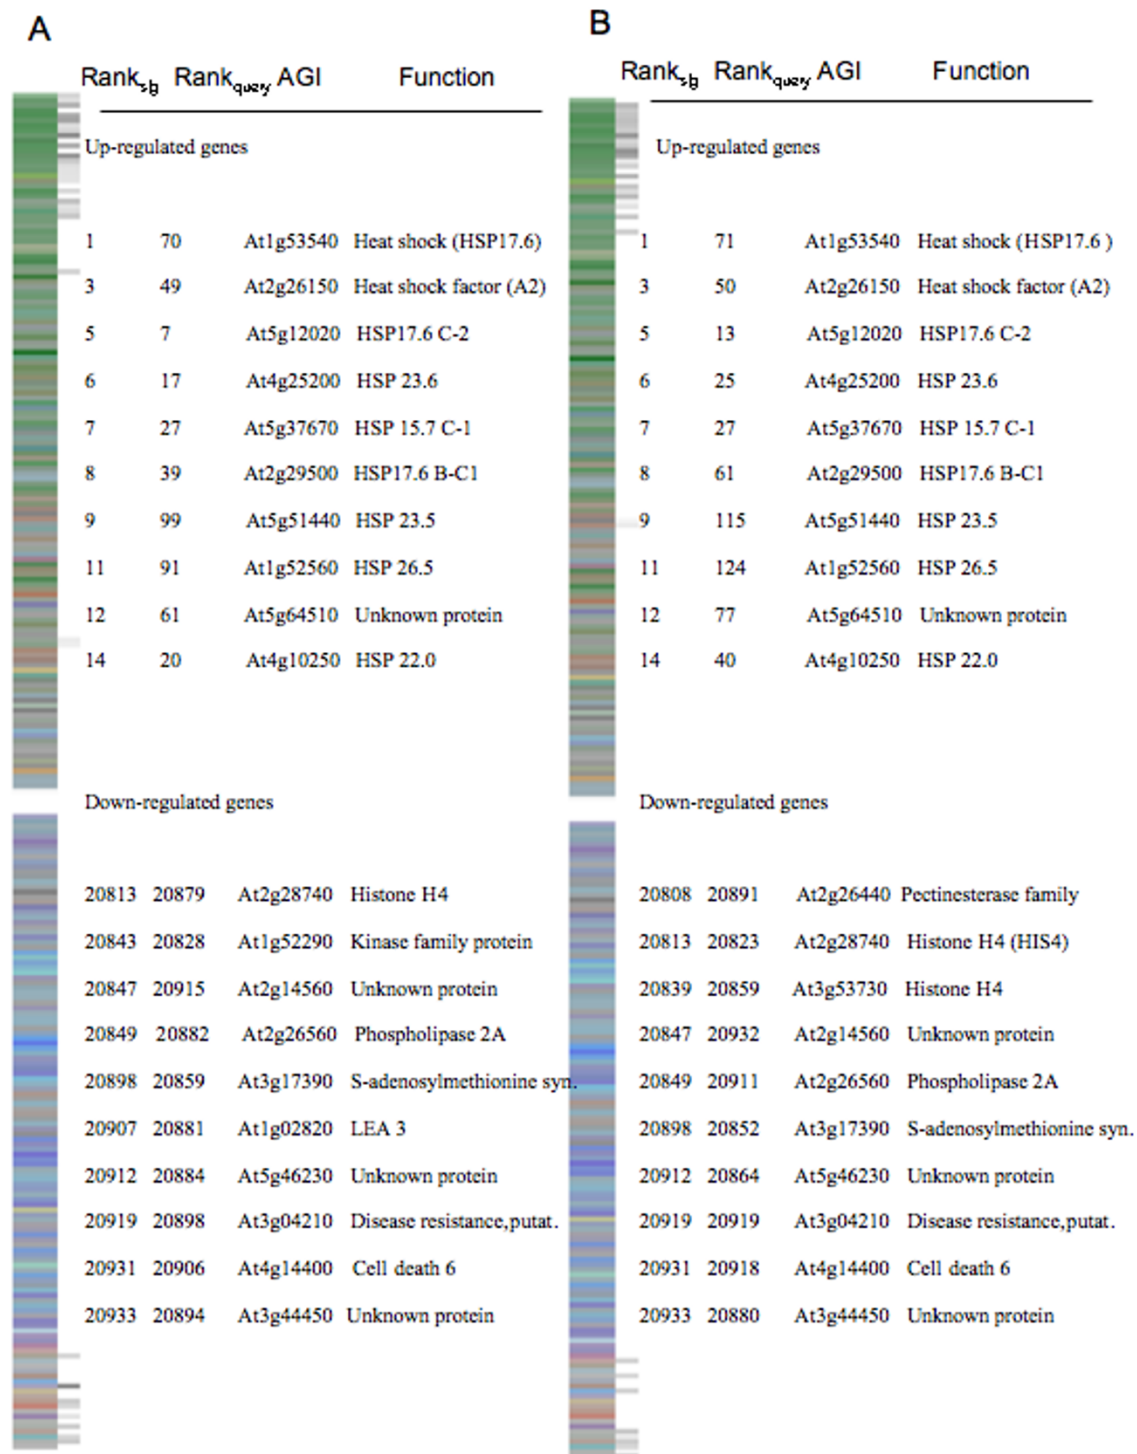 A
Rank_sig Rank_query AGI Function
Up-regulated genes
1 70 At1g53540 Heat shock (HSP17.6)
3 49 At2g26150 Heat shock factor (A2)
5 7 At5g12020 HSP17.6 C-2
6 17 At4g25200 HSP 23.6
7 27 At5g37670 HSP 15.7 C-1
8 39 At2g29500 HSP17.6 B-C1
9 99 At5g51440 HSP 23.5
11 91 At1g52560 HSP 26.5
12 61 At5g64510 Unknown protein
14 20 At4g10250 HSP 22.0
Down-regulated genes
20813 20879 At2g28740 Histone H4
20843 20828 At1g52290 Kinase family protein
20847 20915 At2g14560 Unknown protein
20849 20882 At2g26560 Phospholipase 2A
20898 20859 At3g17390 S-adenosylmethionine syn.
20907 20881 At1g02820 LEA 3
20912 20884 At5g46230 Unknown protein
20919 20898 At3g04210 Disease resistance,putat.
20931 20906 At4g14400 Cell death 6
20933 20894 At3g44450 Unknown protein
B
Rank_sig Rank_query AGI Function
Up-regulated genes
1 71 At1g53540 Heat shock (HSP17.6 )
3 50 At2g26150 Heat shock factor (A2)
5 13 At5g12020 HSP17.6 C-2
6 25 At4g25200 HSP 23.6
7 27 At5g37670 HSP 15.7 C-1
8 61 At2g29500 HSP17.6 B-C1
9 115 At5g51440 HSP 23.5
11 124 At1g52560 HSP 26.5
12 77 At5g64510 Unknown protein
14 40 At4g10250 HSP 22.0
Down-regulated genes
20808 20891 At2g26440 Pectinesterase family
20813 20823 At2g28740 Histone H4 (HIS4)
20839 20859 At3g53730 Histone H4
20847 20932 At2g14560 Unknown protein
20849 20911 At2g26560 Phospholipase 2A
20898 20852 At3g17390 S-adenosylmethionine syn.
20912 20864 At5g46230 Unknown protein
20919 20919 At3g04210 Disease resistance,putat.
20931 20918 At4g14400 Cell death 6
20933 20880 At3g44450 Unknown protein